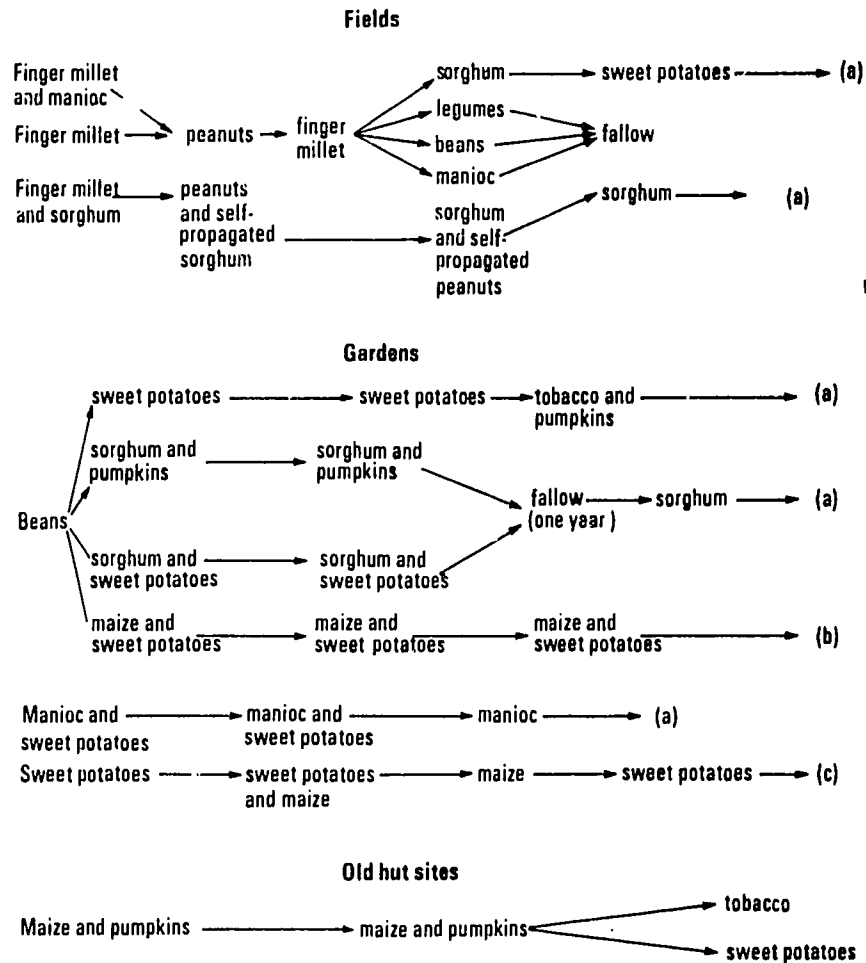 Fields
Finger millet
and manioc
Finger millet
peanuts
finger
millet
sorghum
sweet potatoes
(a)
legumes
beans
manioc
fallow
Finger millet
and sorghum
peanuts
and self-
propagated
sorghum
sorghum
and self-
propagated
peanuts
sorghum
(a)
Gardens
Beans
sweet potatoes
sweet potatoes
tobacco and
pumpkins
(a)
sorghum and
pumpkins
sorghum and
pumpkins
fallow
(one yaar)
sorghum
(a)
sorghum and
sweet potatoes
sorghum and
sweet potatoes
maize and
sweet potatoes
maize and
sweet potatoes
maize and
sweet potatoes
(b)
Manioc and
sweet potatoes
manioc and
sweet potatoes
manioc
(a)
Sweet potatoes
sweet potatoes
and maize
maize
sweet potatoes
(c)
Old hut sites
Maize and pumpkins
maize and pumpkins
tobacco
sweet potatoes